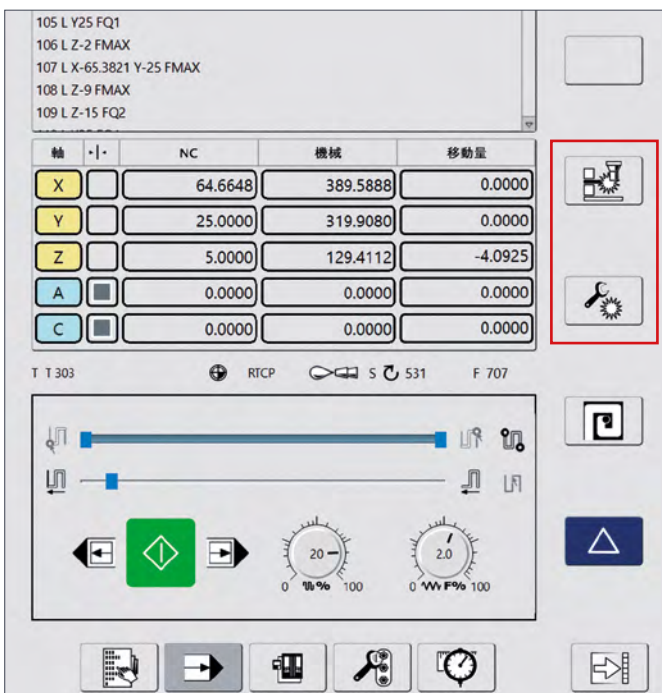 105 L Y25 FQ1
106 L Z-2 FMAX
107 L X-65.3821 Y-25 FMAX
108 L Z-9 FMAX
109 L Z-15 FQ2
軸 NC 機械 移動量
X 64.6648 389.5888 0.0000
Y 25.0000 319.9080 0.0000
Z 5.0000 129.4112 -4.0925
A 0.0000 0.0000 0.0000
C 0.0000 0.0000 0.0000
T T 303 RTCP S 531 F 707
20 2.0
0 % 100 0 F% 100